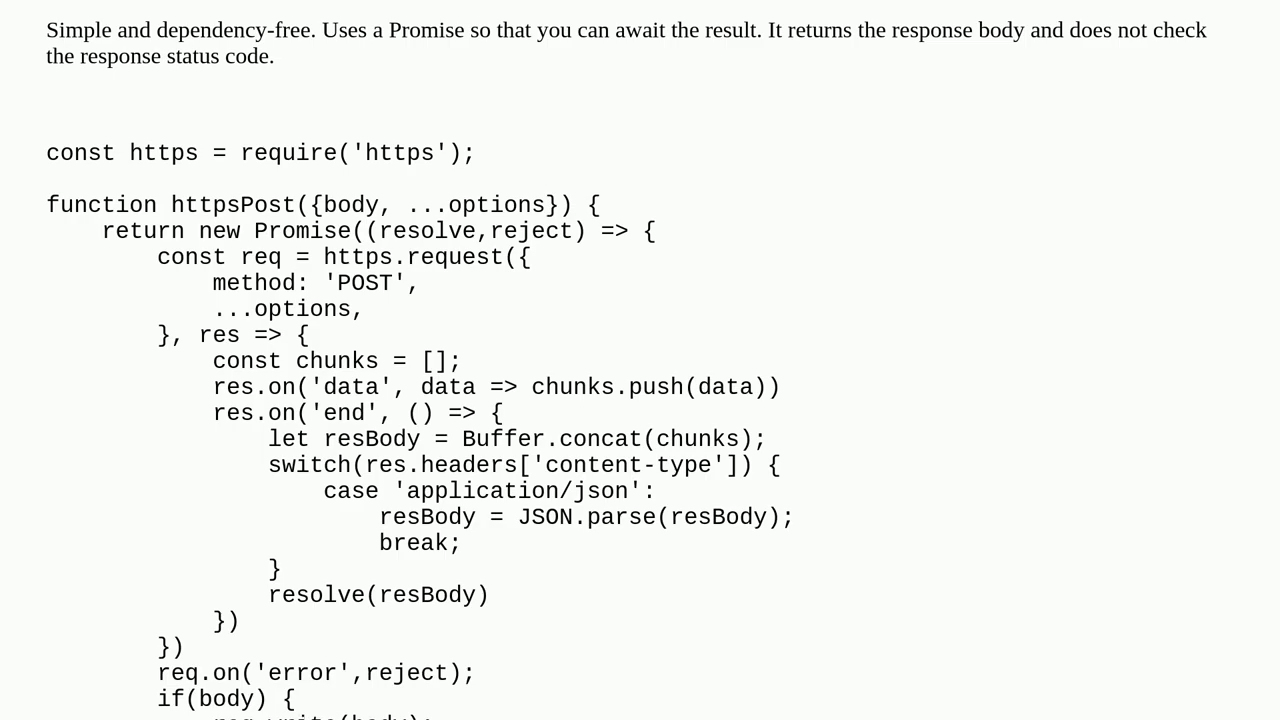 Simple and dependency-free. Uses a Promise so that you can await the result. It returns the response body and does not check
the response status code.
const https = require('https');
function httpsPost({body, ...options}) {
    return new Promise((resolve,reject) => {
        const req = https.request({
            method: 'POST',
            ...options,
        }, res => {
            const chunks = [];
            res.on('data', data => chunks.push(data))
            res.on('end', () => {
                let resBody = Buffer.concat(chunks);
                switch(res.headers['content-type']) {
                    case 'application/json':
                        resBody = JSON.parse(resBody);
                        break;
                }
                resolve(resBody)
            })
        })
        req.on('error',reject);
        if(body) {